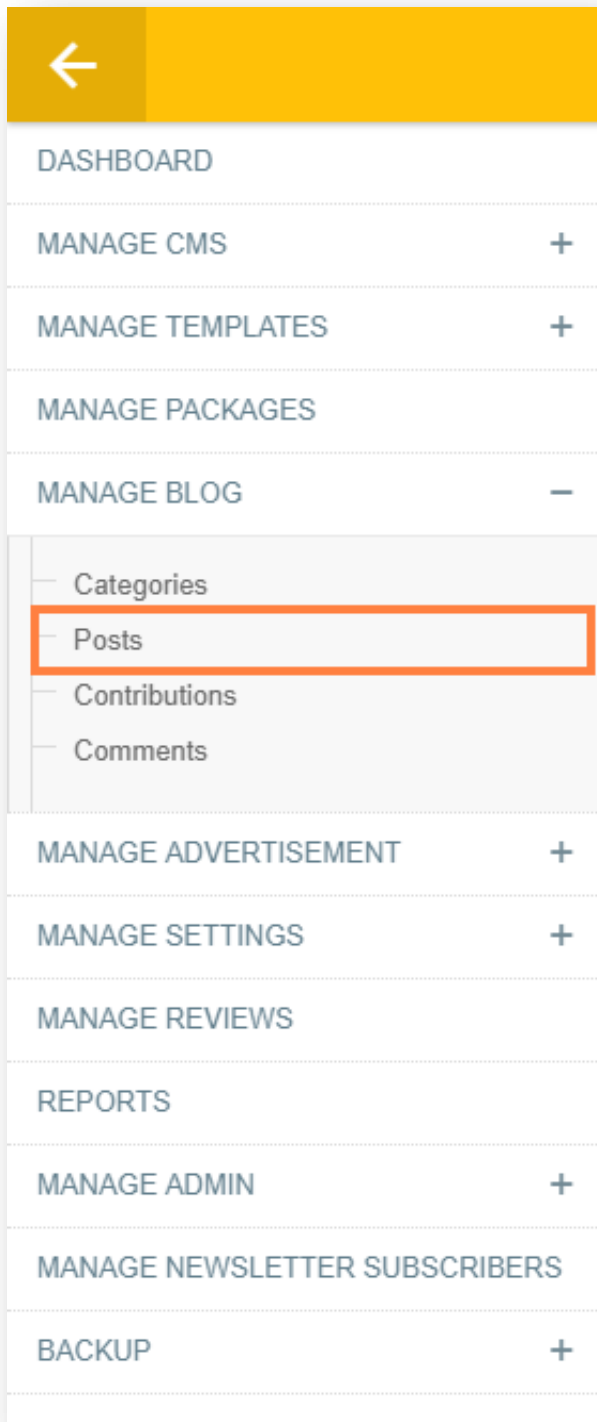 DASHBOARD
MANAGE CMS +
MANAGE TEMPLATES +
MANAGE PACKAGES
MANAGE BLOG −
Categories
Posts
Contributions
Comments
MANAGE ADVERTISEMENT +
MANAGE SETTINGS +
MANAGE REVIEWS
REPORTS
MANAGE ADMIN +
MANAGE NEWSLETTER SUBSCRIBERS
BACKUP +